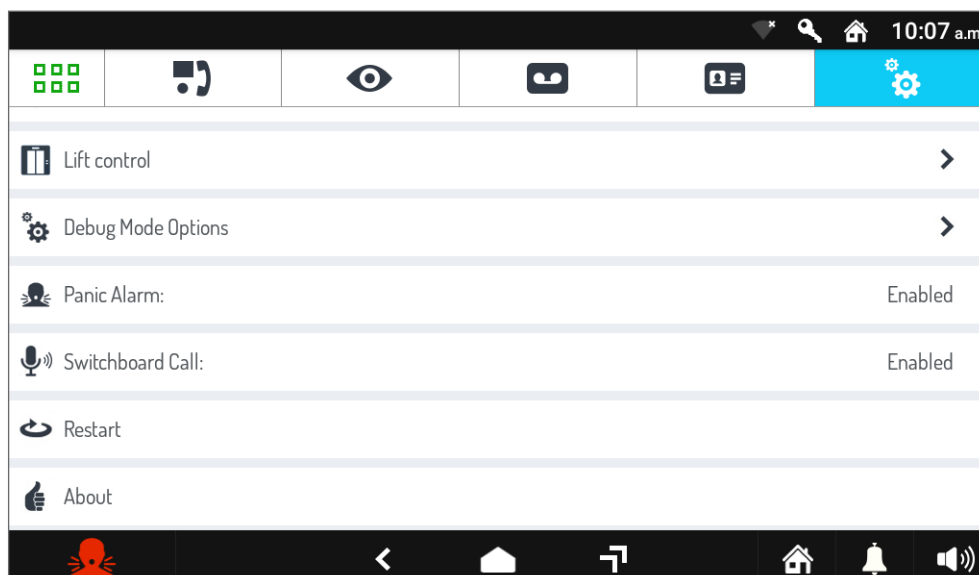 10:07 a.m
Lift control
Debug Mode Options
Panic Alarm: Enabled
Switchboard Call: Enabled
Restart
About